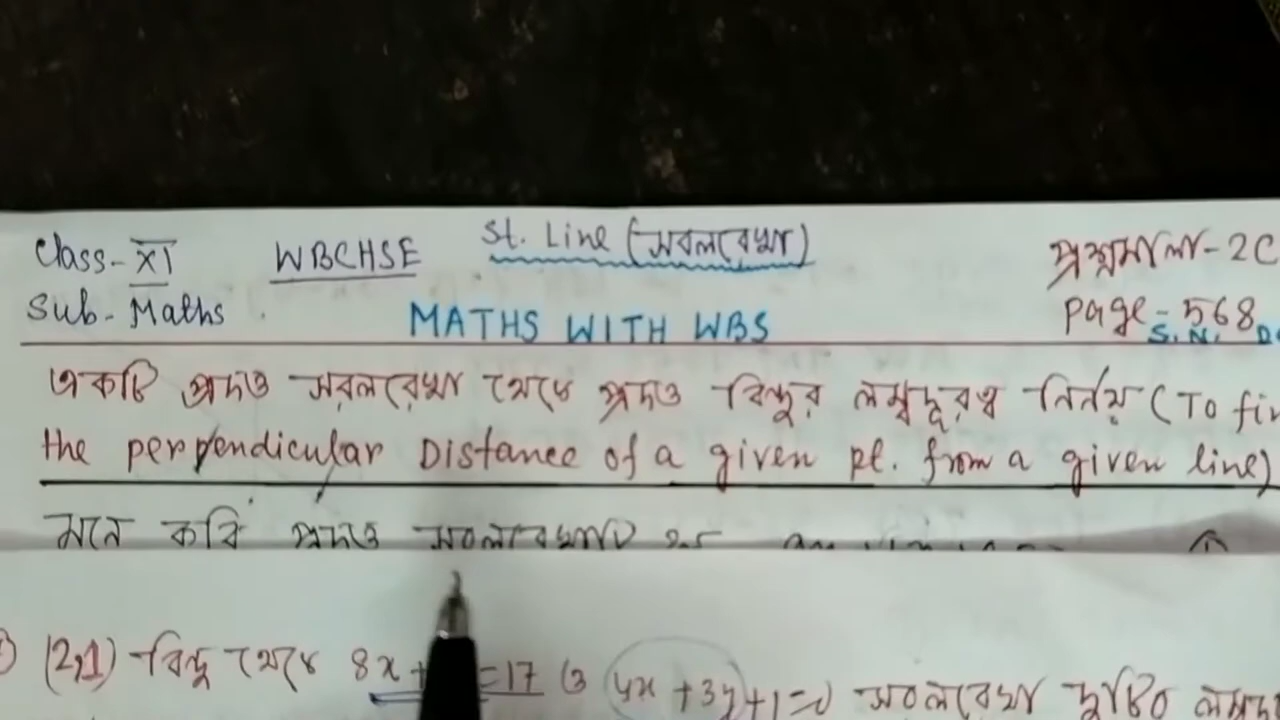 Class-XI WBCHSE St. Line (সরলরেখা) প্রশ্নমালা-2C
Sub-Maths MATHS WITH WBS Page-568
S.N.
একটি প্রদত্ত সরলরেখা থেকে প্রদত্ত বিন্দুর লম্বদূরত্ব নির্নয় (To
the perpendicular Distance of a given pt. from a given line)
মনে করি প্রদত্ত সরলরেখাটি
(2,1) বিন্দু থেকে 8x+ =17 ও 4x+3y+1=0 সরলরেখা দুটির